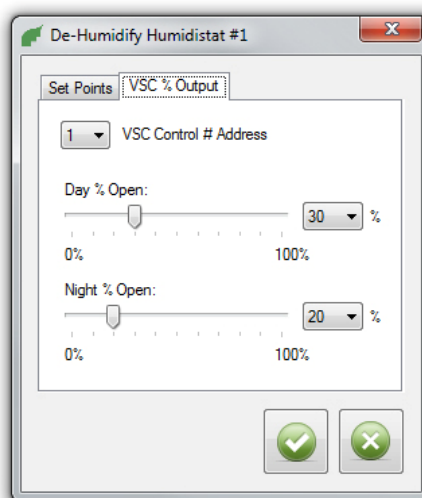 De-Humidify Humidistat #1
Set Points VSC % Output
1 VSC Control # Address
Day % Open:
30 %
0% 100%
Night % Open:
20 %
0% 100%